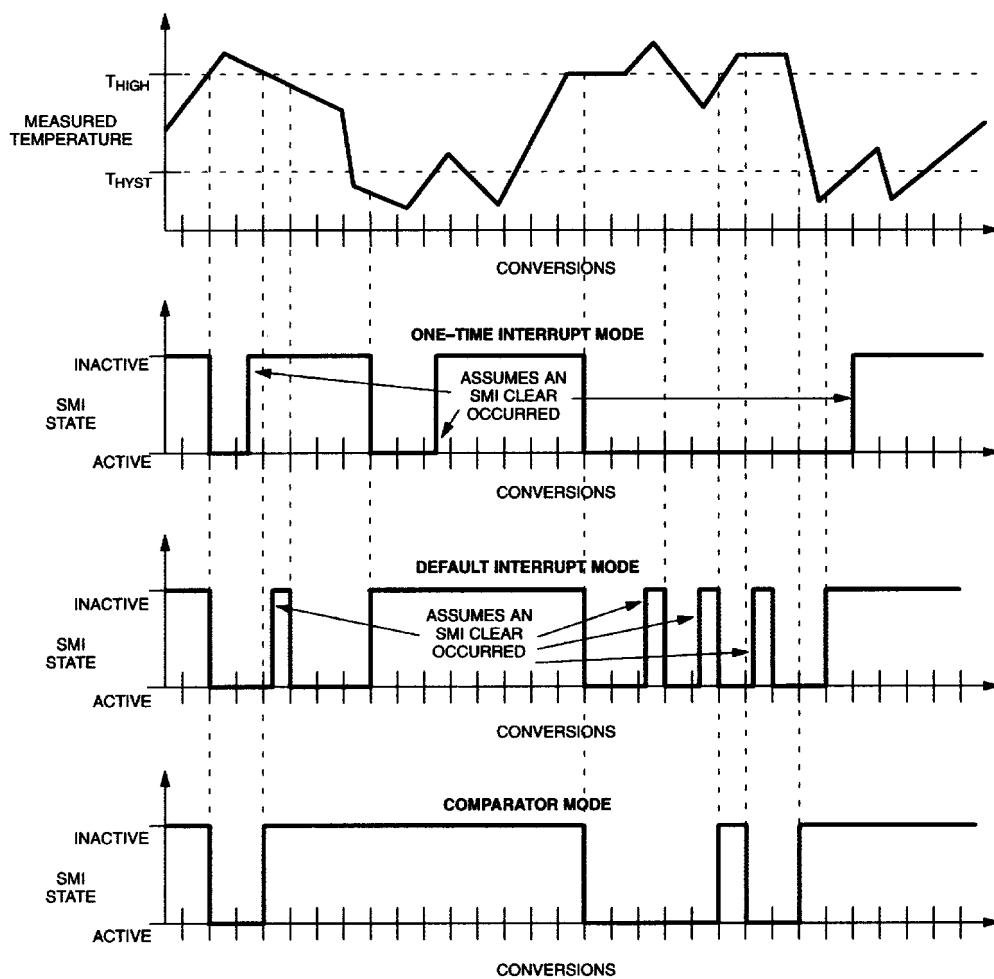 THIGH
MEASURED
TEMPERATURE
THYST
CONVERSIONS
ONE–TIME INTERRUPT MODE
INACTIVE
ASSUMES AN
SMI CLEAR
OCCURRED
SMI
STATE
ACTIVE
CONVERSIONS
DEFAULT INTERRUPT MODE
INACTIVE
ASSUMES AN
SMI CLEAR
OCCURRED
SMI
STATE
ACTIVE
CONVERSIONS
COMPARATOR MODE
INACTIVE
SMI
STATE
ACTIVE
CONVERSIONS